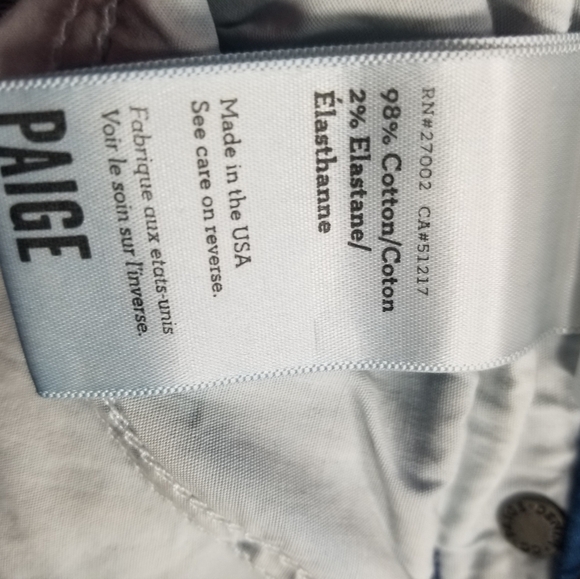 RN#27002 CA#51217
98% Cotton/Coton
2% Elastane/
Élasthanne
Made in the USA
See care on reverse.
Fabrique aux etats-unis
Voir le soin sur l'inverse.
PAIGE